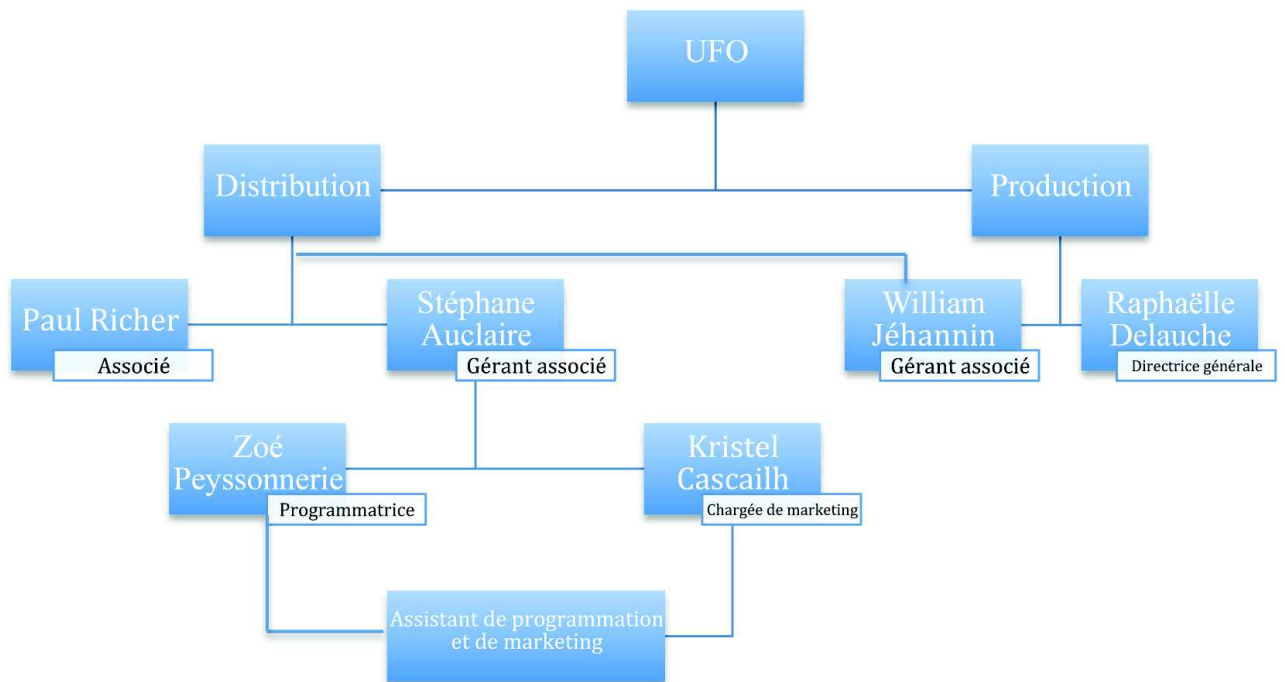 UFO
Distribution
Production
Paul Richer
Associé
Stéphane
Auclaire
Gérant associé
William
Jéhannin
Gérant associé
Raphaëlle
Delauche
Directrice générale
Zoé
Peyssonnerie
Programmatrice
Kristel
Cascailh
Chargée de marketing
Assistant de programmation
et de marketing